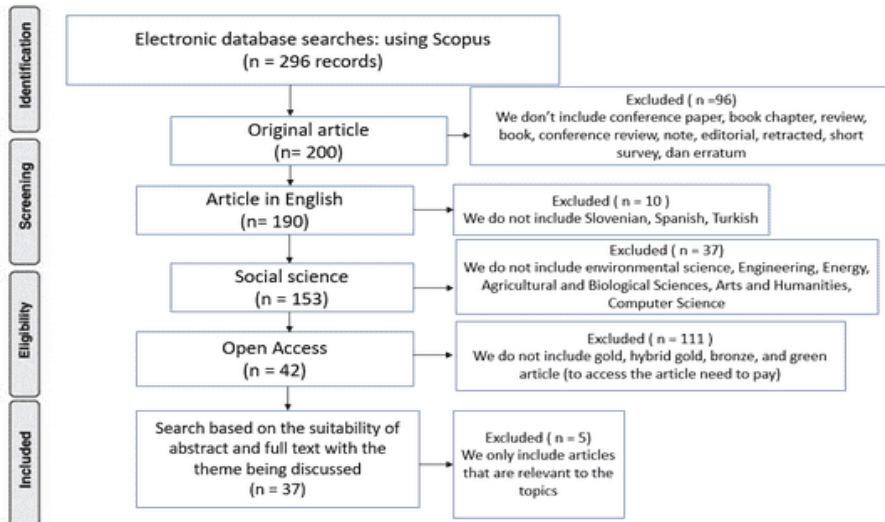 Identification
Electronic database searches: using Scopus
(n = 296 records)
Excluded ( n =96)
We don't include conference paper, book chapter, review,
book, conference review, note, editorial, retracted, short
survey, dan erratum
Original article
(n= 200)
Screening
Article in English
(n= 190)
Excluded ( n = 10 )
We do not include Slovenian, Spanish, Turkish
Social science
(n = 153)
Excluded ( n = 37)
We do not include environmental science, Engineering, Energy,
Agricultural and Biological Sciences, Arts and Humanities,
Computer Science
Eligibility
Open Access
(n = 42)
Excluded ( n = 111 )
We do not include gold, hybrid gold, bronze, and green
article (to access the article need to pay)
Included
Search based on the suitability of
abstract and full text with the
theme being discussed
(n = 37)
Excluded ( n = 5)
We only include articles
that are relevant to the
topics